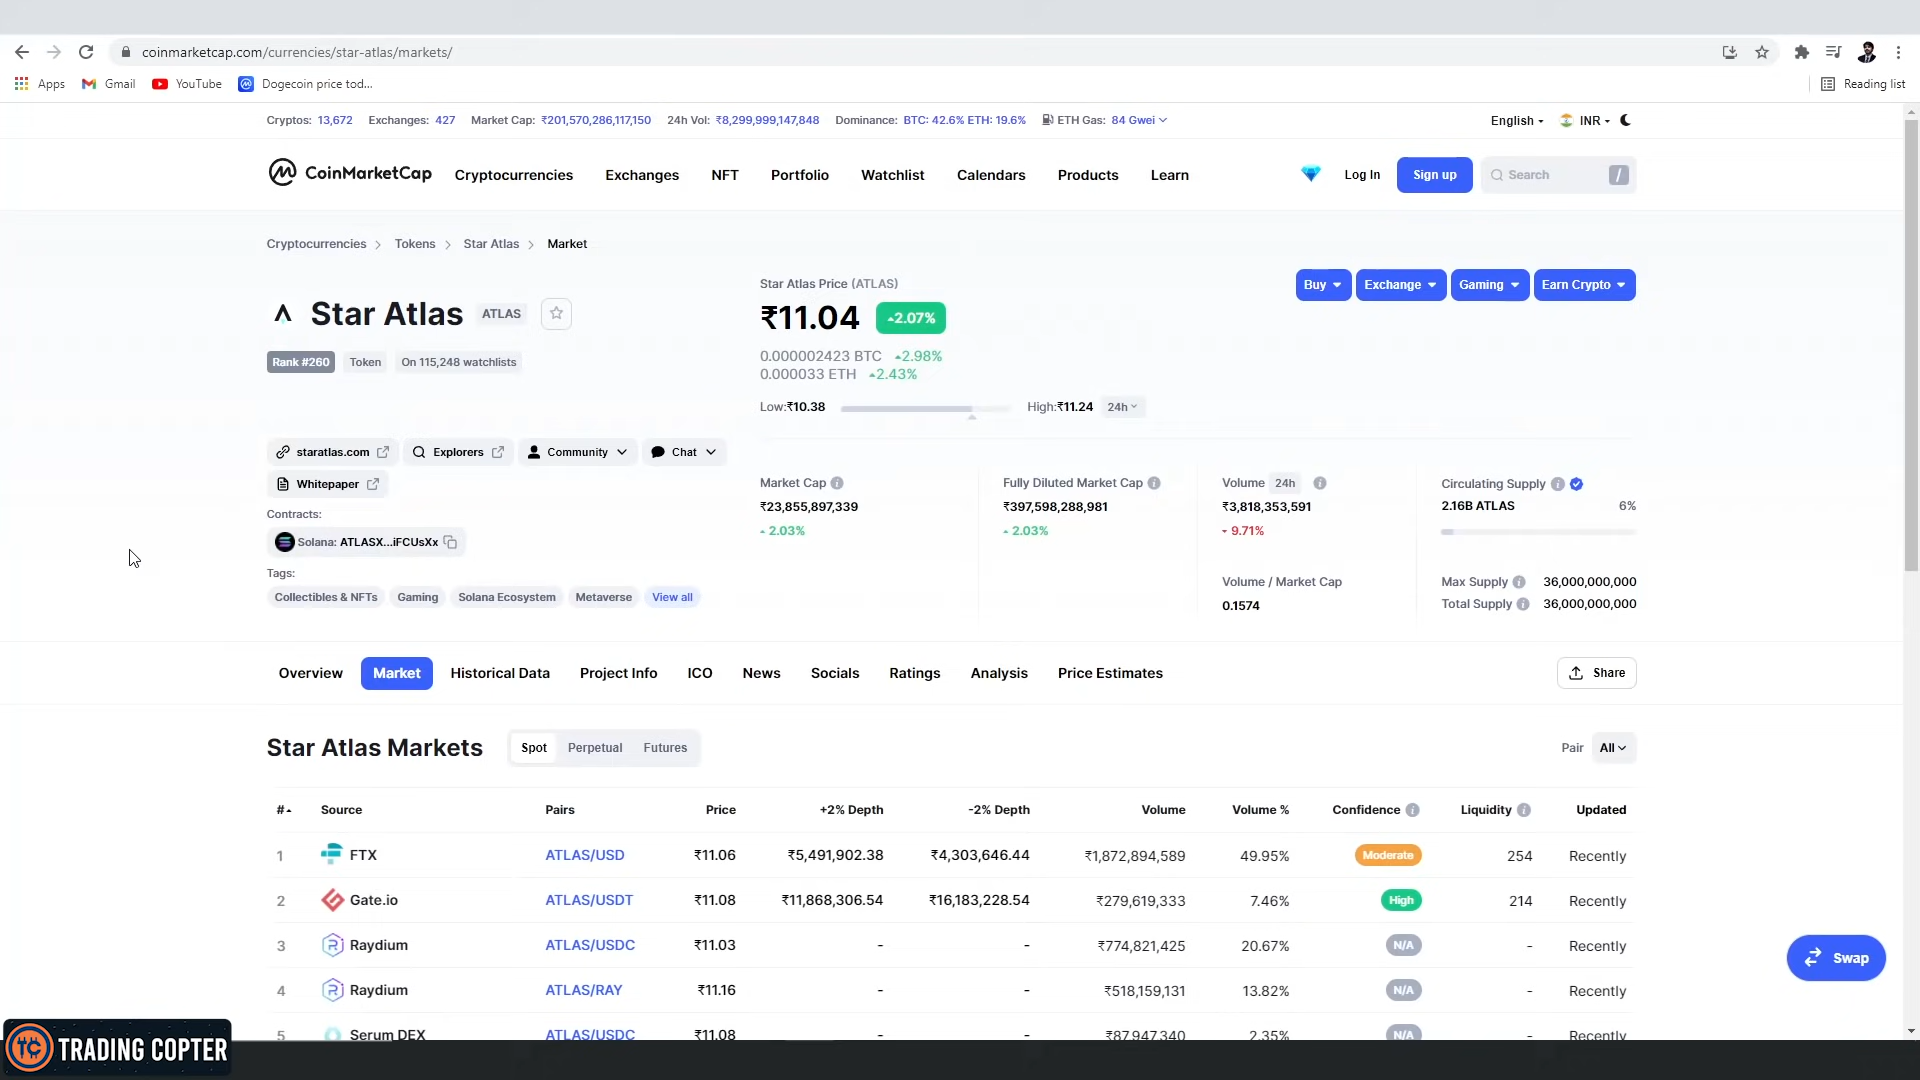 coinmarketcap.com/currencies/star-atlas/markets/
Apps Gmail YouTube Dogecoin price tod... Reading list
Cryptos: 13,672 Exchanges: 427 Market Cap: ₹201,570,286,117,150 24h Vol: ₹8,299,999,147,848 Dominance: BTC: 42.6% ETH: 19.6% ETH Gas: 84 Gwei English INR
CoinMarketCap Cryptocurrencies Exchanges NFT Portfolio Watchlist Calendars Products Learn Log In Sign up Search /
Cryptocurrencies > Tokens > Star Atlas > Market
Star Atlas Price (ATLAS)
Buy Exchange Gaming Earn Crypto
Star Atlas ATLAS
₹11.04 2.07%
Rank #260 Token On 115,248 watchlists
0.000002423 BTC 2.98%
0.000033 ETH 2.43%
Low:₹10.38 High:₹11.24 24h
staratlas.com Explorers Community Chat
Whitepaper
Contracts:
Solana: ATLASX...iFCUsXx
Tags:
Collectibles & NFTs Gaming Solana Ecosystem Metaverse View all
Market Cap
₹23,855,897,339
2.03%
Fully Diluted Market Cap
₹397,598,288,981
2.03%
Volume 24h
₹3,818,353,591
9.71%
Volume / Market Cap
0.1574
Circulating Supply
2.16B ATLAS 6%
Max Supply 36,000,000,000
Total Supply 36,000,000,000
Overview Market Historical Data Project Info ICO News Socials Ratings Analysis Price Estimates Share
Star Atlas Markets Spot Perpetual Futures Pair All
# Source Pairs Price +2% Depth -2% Depth Volume Volume % Confidence Liquidity Updated
1 FTX ATLAS/USD ₹11.06 ₹5,491,902.38 ₹4,303,646.44 ₹1,872,894,589 49.95% Moderate 254 Recently
2 Gate.io ATLAS/USDT ₹11.08 ₹11,868,306.54 ₹16,183,228.54 ₹279,619,333 7.46% High 214 Recently
3 Raydium ATLAS/USDC ₹11.03 - - ₹774,821,425 20.67% N/A - Recently
4 Raydium ATLAS/RAY ₹11.16 - - ₹518,159,131 13.82% N/A - Recently
5 Serum DEX ATLAS/USDC ₹11.08 - - ₹87,947,340 2.35% N/A - Recently
Swap
TC TRADING COPTER